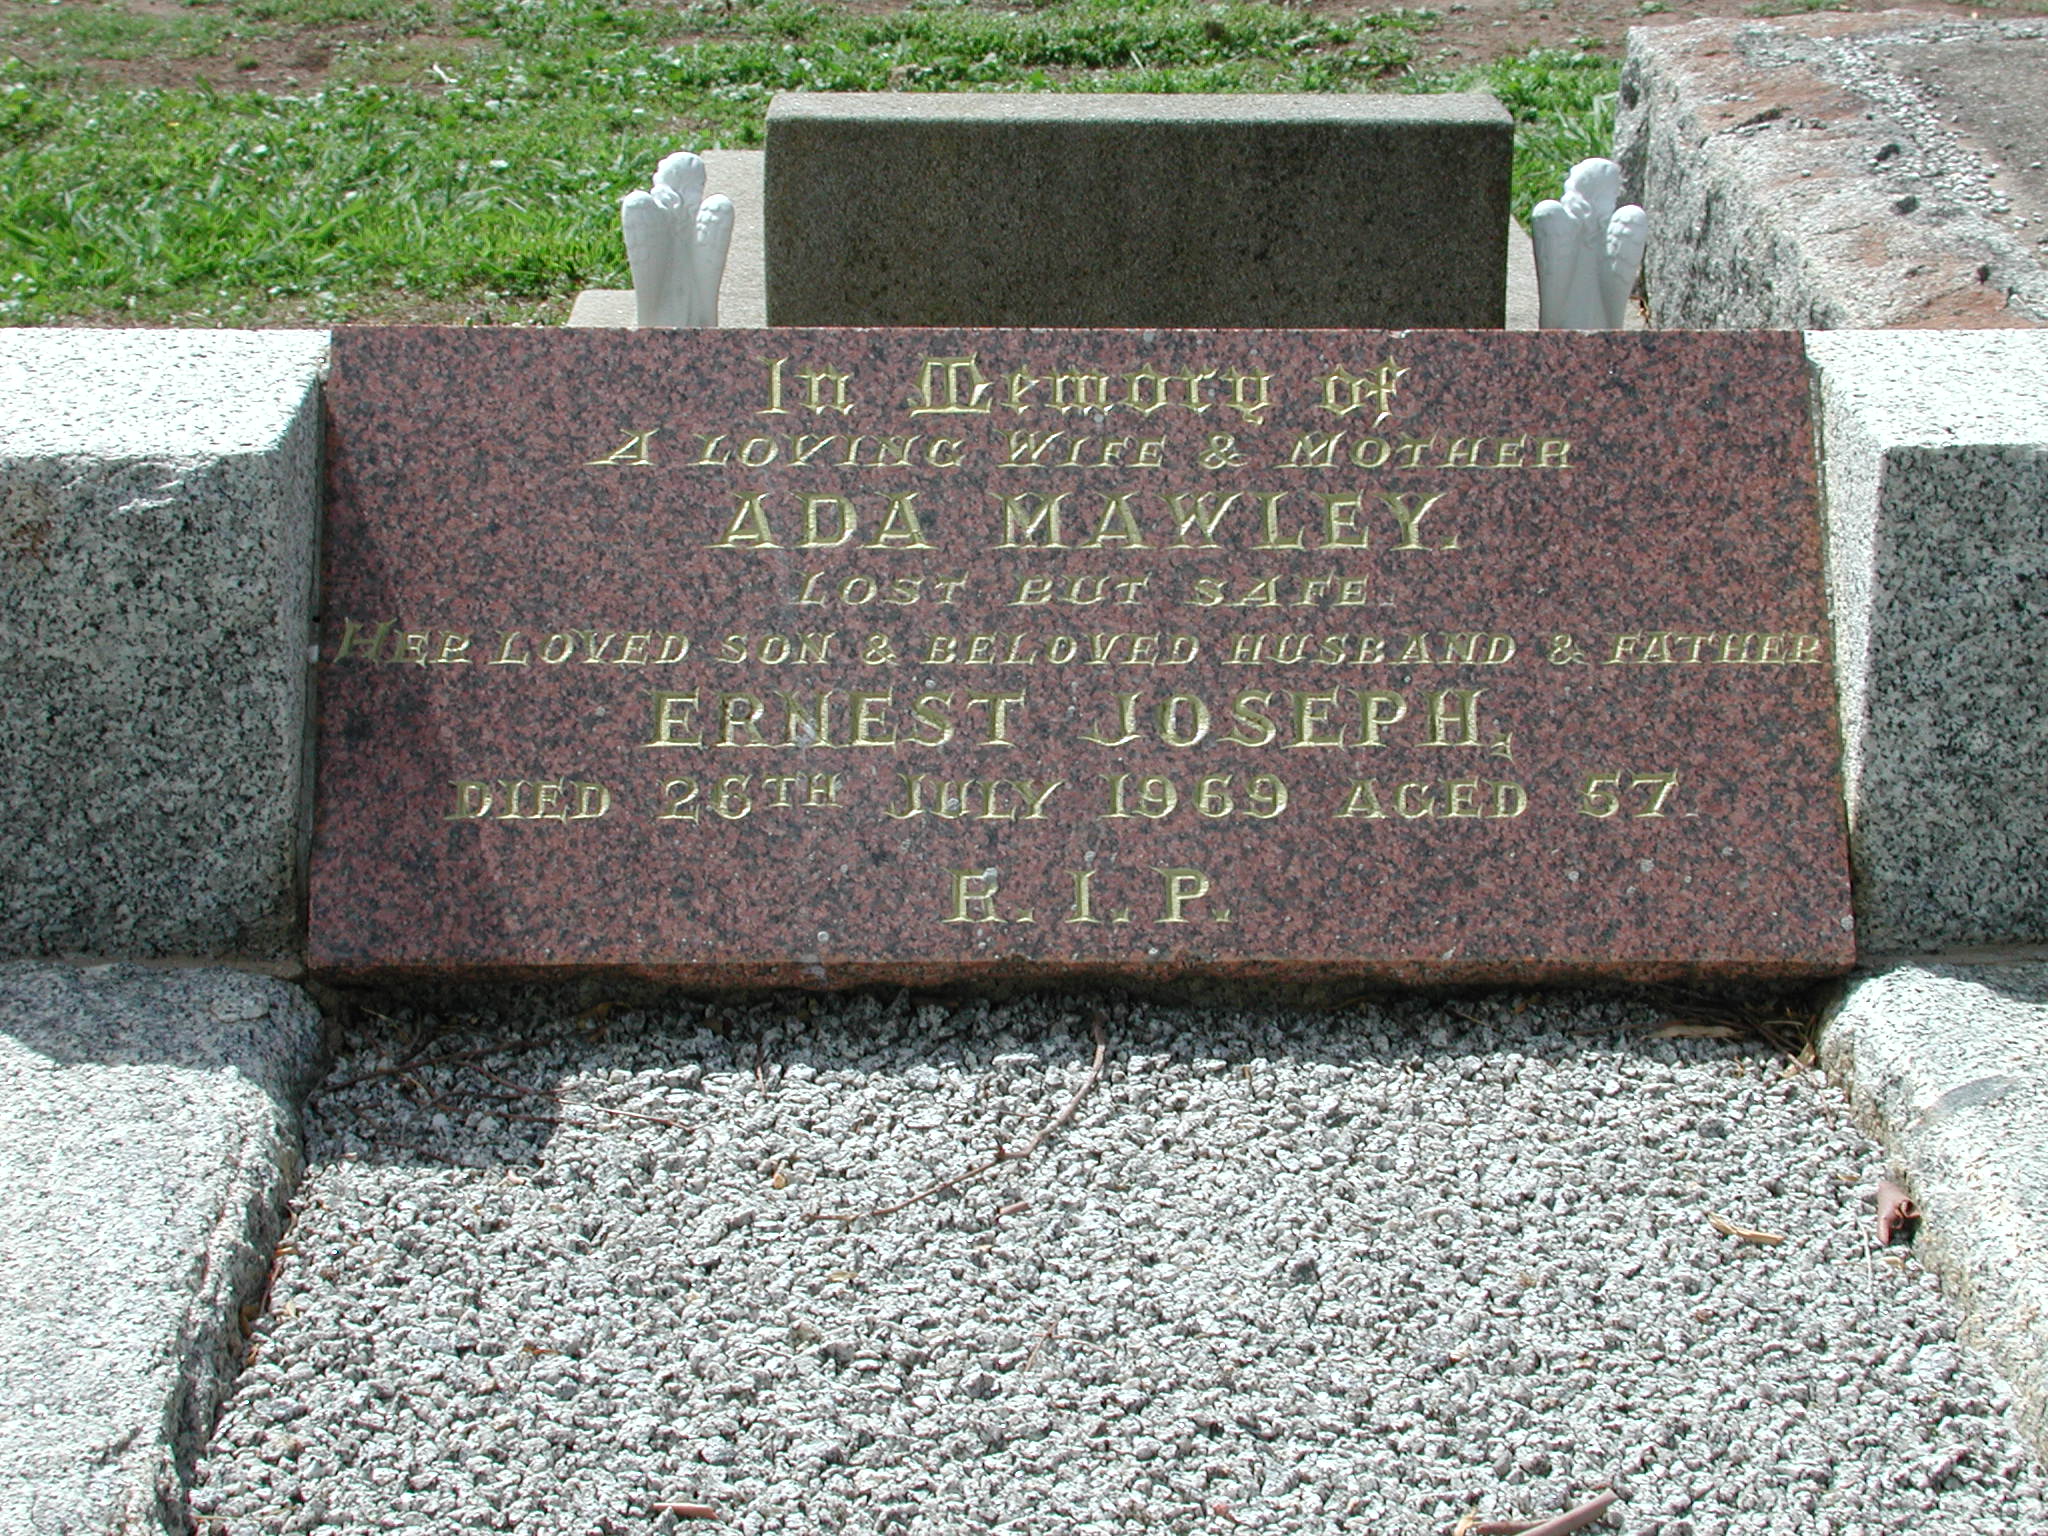 In Memory of
A LOVING WIFE & MOTHER
ADA MAWLEY.
LOST BUT SAFE.
HER LOVED SON & BELOVED HUSBAND & FATHER
ERNEST JOSEPH,
DIED 26TH JULY 1969 AGED 57.
R.I.P.